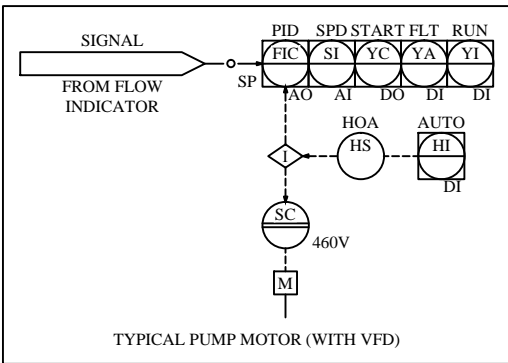 PID SPD START FLT RUN
SIGNAL
FIC SI YC YA YI
FROM FLOW
INDICATOR
SP
AO AI DO DI DI
HOA AUTO
I HS HI
DI
SC
460V
M
TYPICAL PUMP MOTOR (WITH VFD)